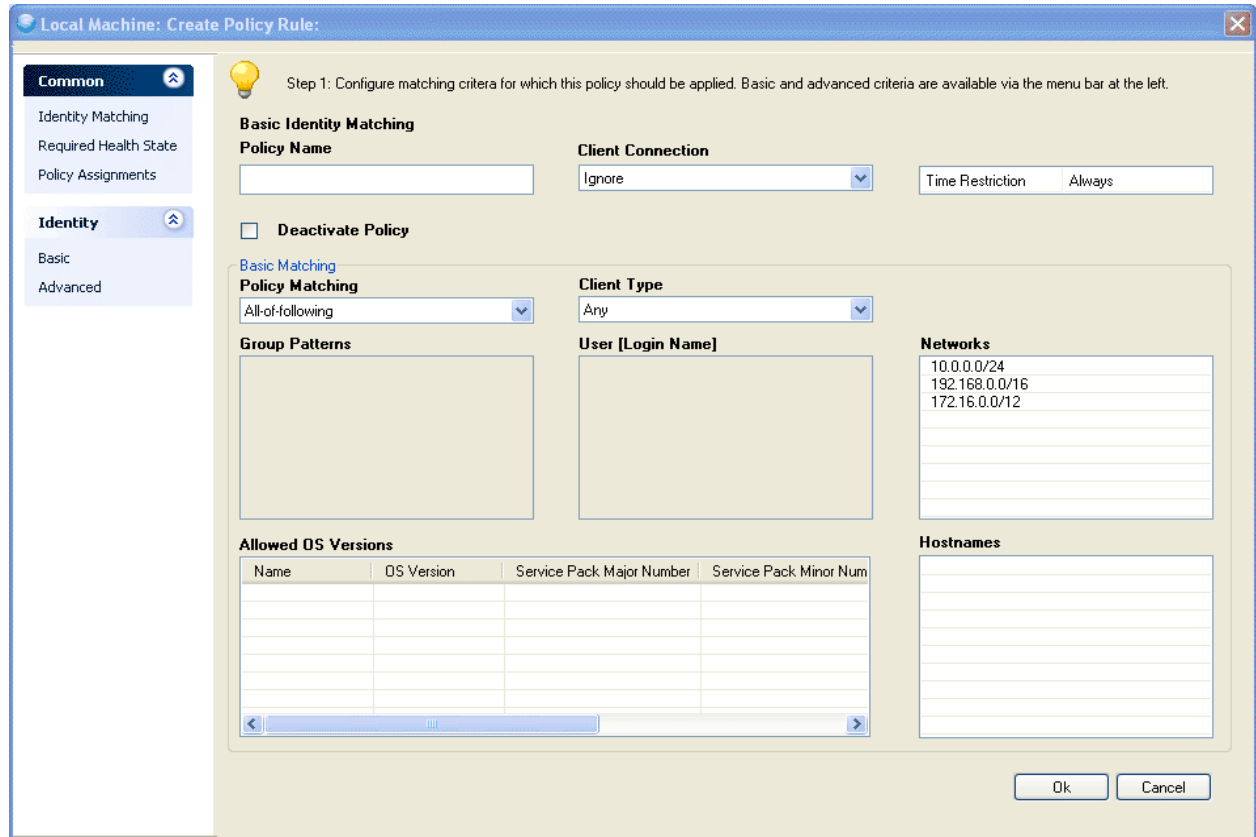 Local Machine: Create Policy Rule:
Common
Identity Matching
Required Health State
Policy Assignments
Identity
Basic
Advanced
Step 1: Configure matching critera for which this policy should be applied. Basic and advanced criteria are available via the menu bar at the left.
Basic Identity Matching
Policy Name
Client Connection
Ignore
Time Restriction Always
Deactivate Policy
Basic Matching
Policy Matching
Client Type
All-of-following
Any
Group Patterns
User [Login Name]
Networks
10.0.0.0/24
192.168.0.0/16
172.16.0.0/12
Allowed OS Versions
Name OS Version Service Pack Major Number Service Pack Minor Num
Hostnames
Ok
Cancel